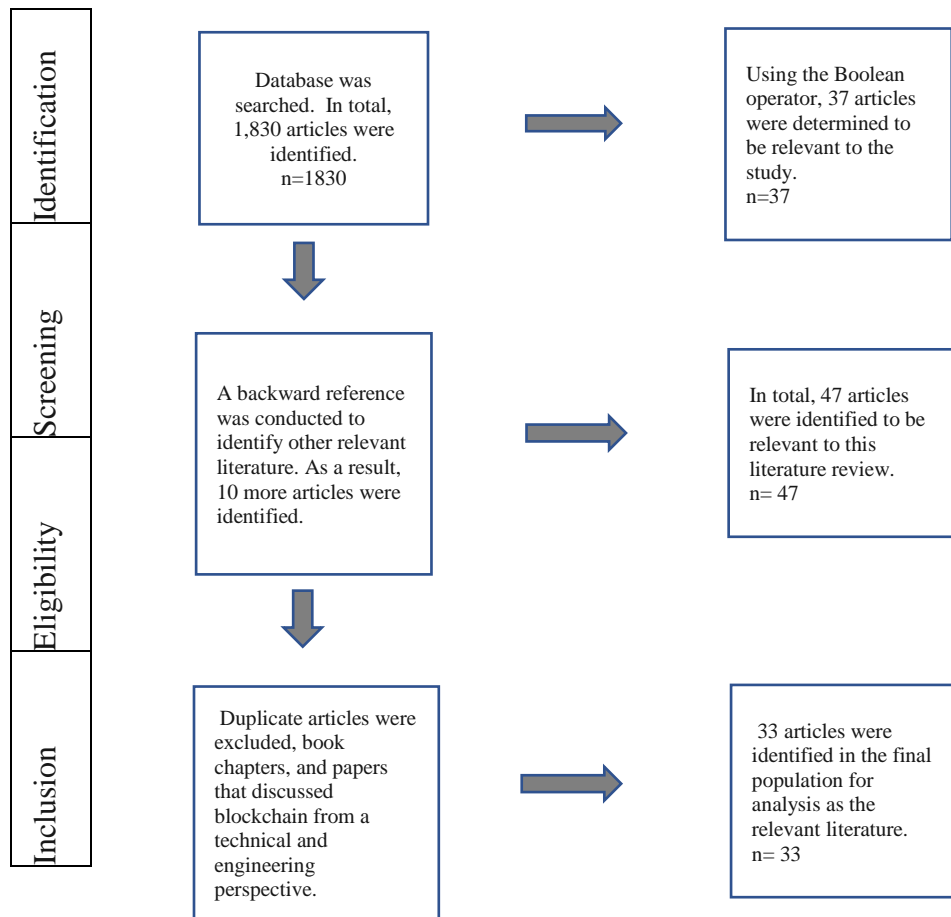 Identification
Database was
searched. In total,
1,830 articles were
identified.
n=1830
Using the Boolean
operator, 37 articles
were determined to
be relevant to the
study.
n=37
Screening
A backward reference
was conducted to
identify other relevant
literature. As a result,
10 more articles were
identified.
In total, 47 articles
were identified to be
relevant to this
literature review.
n= 47
Eligibility
Inclusion
Duplicate articles were
excluded, book
chapters, and papers
that discussed
blockchain from a
technical and
engineering
perspective.
33 articles were
identified in the final
population for
analysis as the
relevant literature.
n= 33